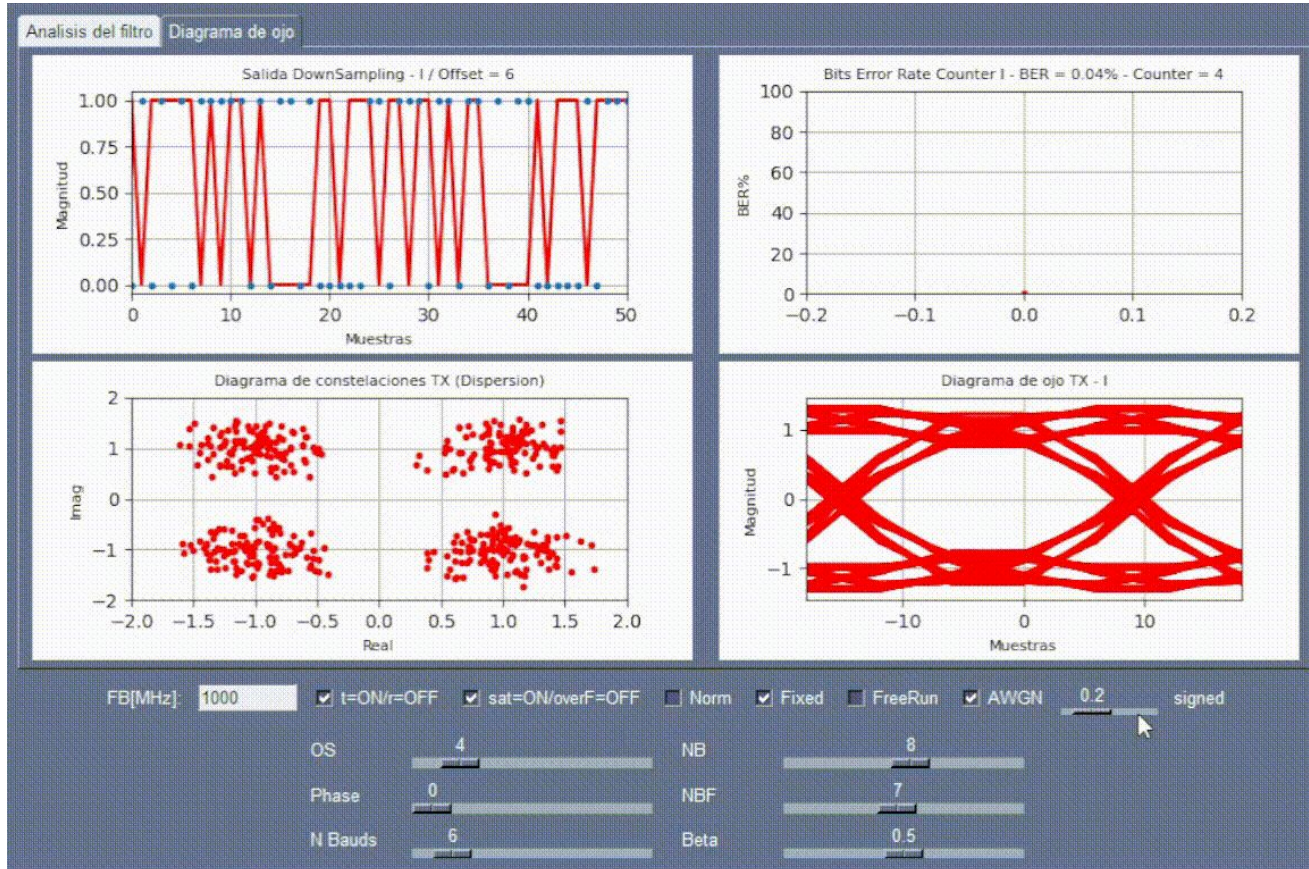 Analisis del filtro Diagrama de ojo
Salida DownSampling - I / Offset = 6
1.00
0.75
0.50
0.25
0.00
Magnitud
0 10 20 30 40 50
Muestras
Bits Error Rate Counter I - BER = 0.04% - Counter = 4
100
80
60
40
20
0
BER%
−0.2 −0.1 0.0 0.1 0.2
Diagrama de constelaciones TX (Dispersion)
2
1
0
−1
−2
Imag
−2.0 −1.5 −1.0 −0.5 0.0 0.5 1.0 1.5 2.0
Real
Diagrama de ojo TX - I
1
0
−1
Magnitud
−10 0 10
Muestras
FB[MHz]: 1000 t=ON/r=OFF sat=ON/overF=OFF Norm Fixed FreeRun AWGN 0.2 signed
OS 4 NB 8
Phase 0 NBF 7
N Bauds 6 Beta 0.5